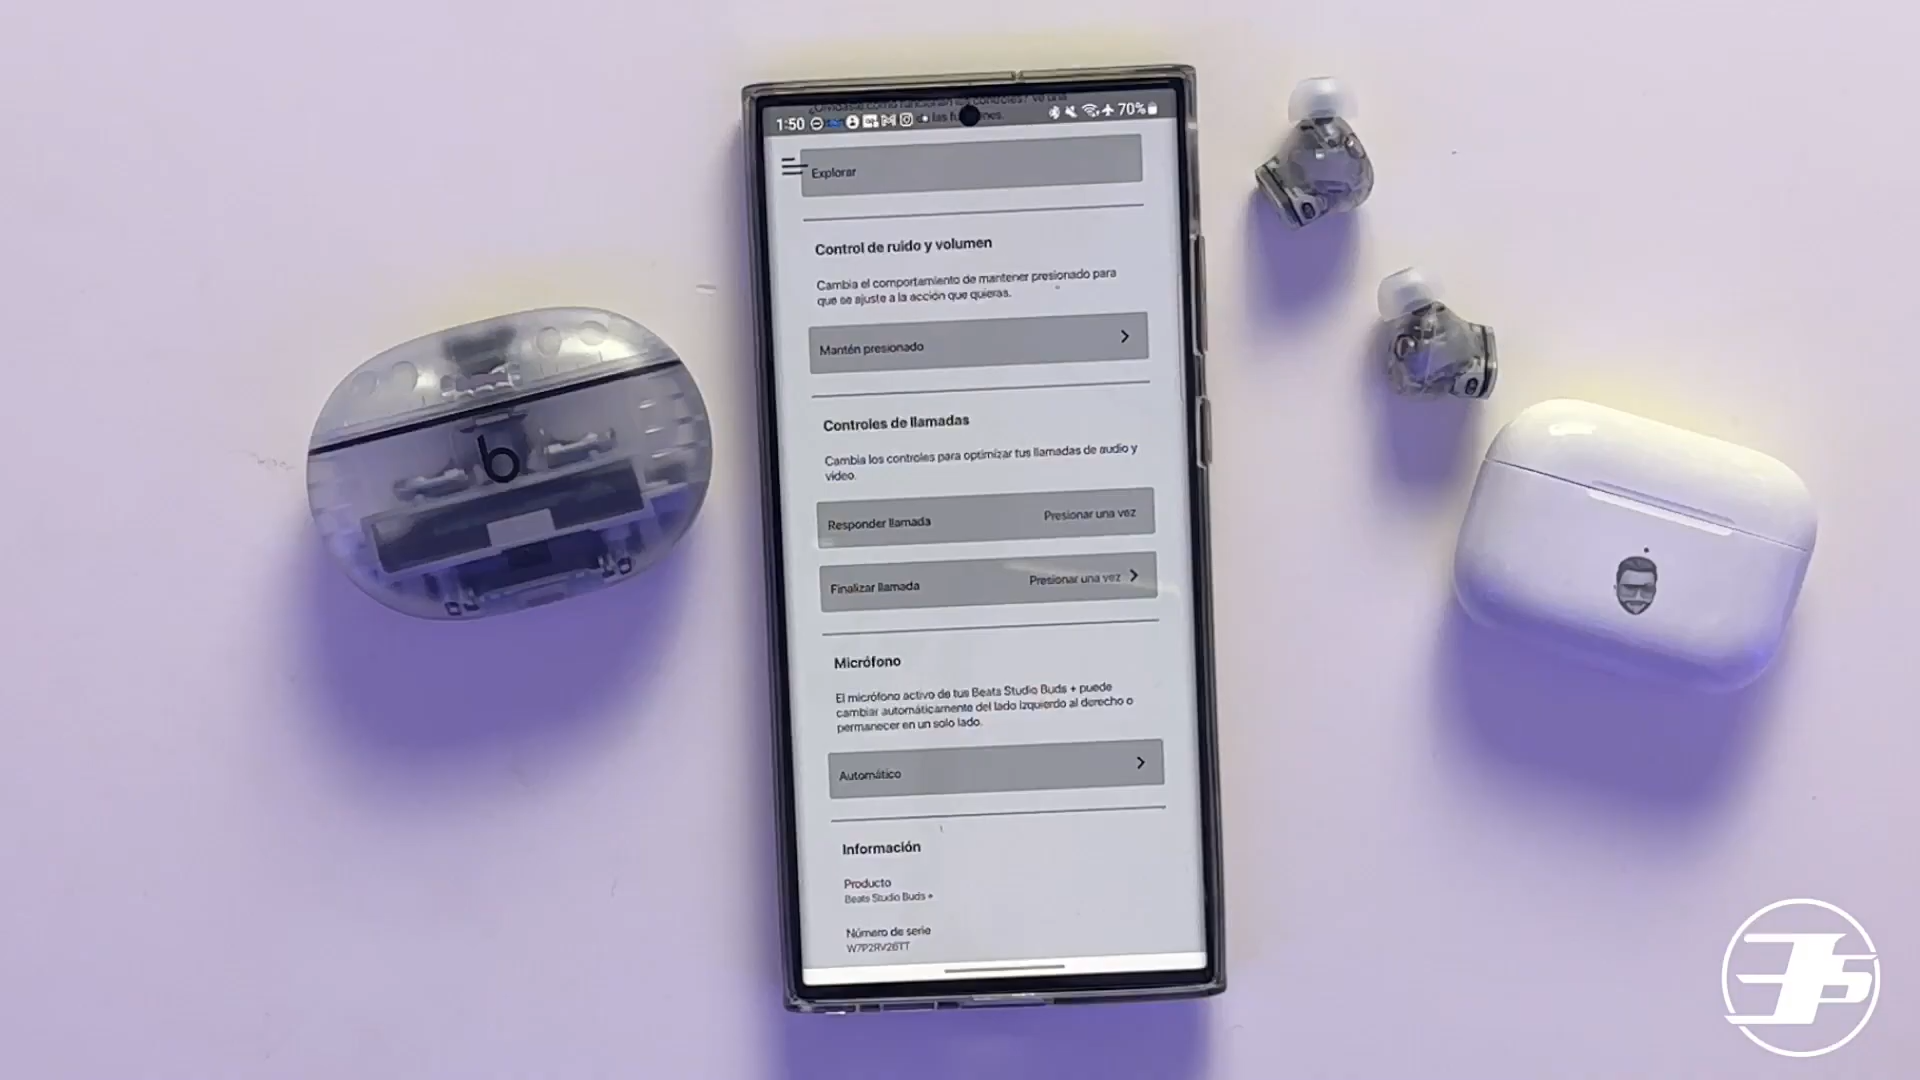 1:50
70%
Explorar
Control de ruido y volumen
Cambia el comportamiento de mantener presionado para
que se ajuste a la acción que quieras.
Mantén presionado
Controles de llamadas
Cambia los controles para optimizar tus llamadas de audio y
video.
Responder llamada Presionar una vez
Finalizar llamada Presionar una vez
Micrófono
El micrófono activo de tus Beats Studio Buds + puede
cambiar automáticamente del lado izquierdo al derecho o
permanecer en un solo lado.
Automático
Información
Producto
Beats Studio Buds +
Número de serie
W7P2RV26TT
b